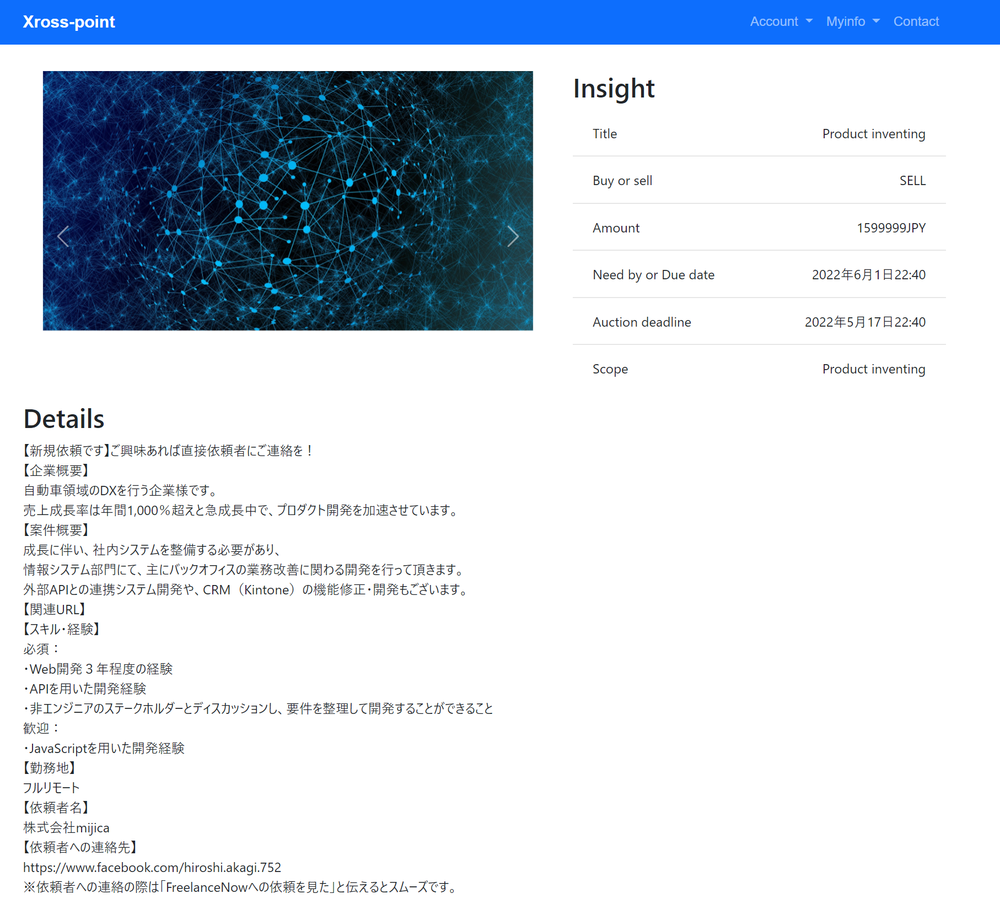 Xross-point
Account
Myinfo
Contact
Insight
Title Product inventing
Buy or sell SELL
Amount 1599999JPY
Need by or Due date 2022年6月1日22:40
Auction deadline 2022年5月17日22:40
Scope Product inventing
Details
【新規依頼です】ご興味あれば直接依頼者にご連絡を！
【企業概要】
自動車領域のDXを行う企業様です。
売上成長率は年間1,000％超えと急成長中で、プロダクト開発を加速させています。
【案件概要】
成長に伴い、社内システムを整備する必要があり、
情報システム部門にて、主にバックオフィスの業務改善に関わる開発を行って頂きます。
外部APIとの連携システム開発や、CRM（Kintone）の機能修正・開発もございます。
【関連URL】
【スキル・経験】
必須：
・Web開発３年程度の経験
・APIを用いた開発経験
・非エンジニアのステークホルダーとディスカッションし、要件を整理して開発することができること
歓迎：
・JavaScriptを用いた開発経験
【勤務地】
フルリモート
【依頼者名】
株式会社mijica
【依頼者への連絡先】
https://www.facebook.com/hiroshi.akagi.752
※依頼者への連絡の際は「FreelanceNowへの依頼を見た」と伝えるとスムーズです。